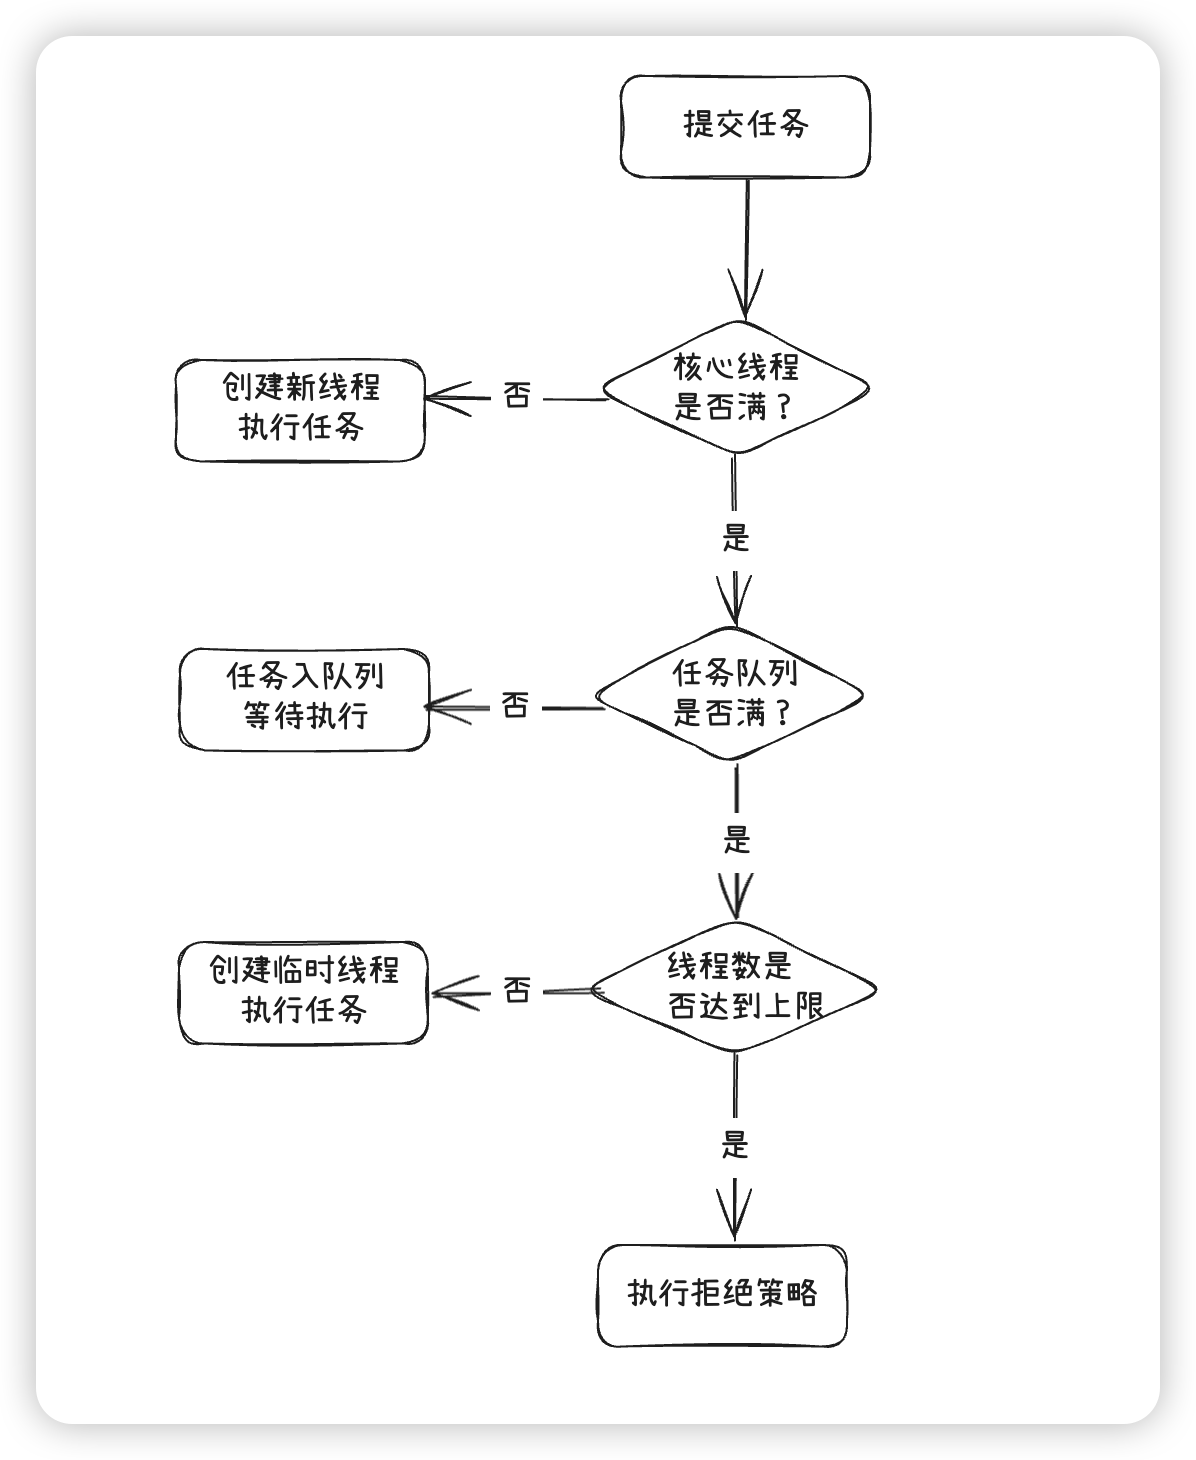 提交任务
核心线程
是否满？
否
创建新线程
执行任务
是
任务队列
是否满？
否
任务入队列
等待执行
是
线程数是
否达到上限
否
创建临时线程
执行任务
是
执行拒绝策略